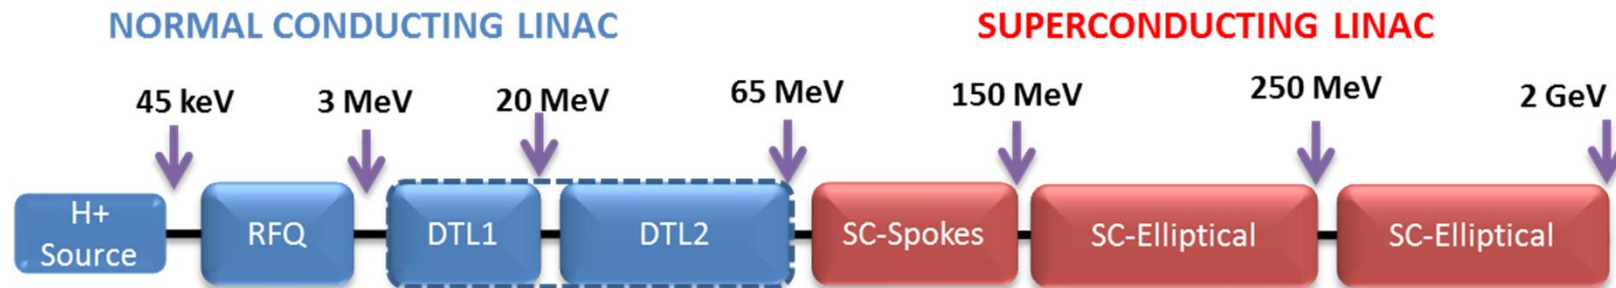 NORMAL CONDUCTING LINAC
SUPERCONDUCTING LINAC
45 keV
3 MeV
20 MeV
65 MeV
150 MeV
250 MeV
2 GeV
H+
Source
RFQ
DTL1
DTL2
SC-Spokes
SC-Elliptical
SC-Elliptical